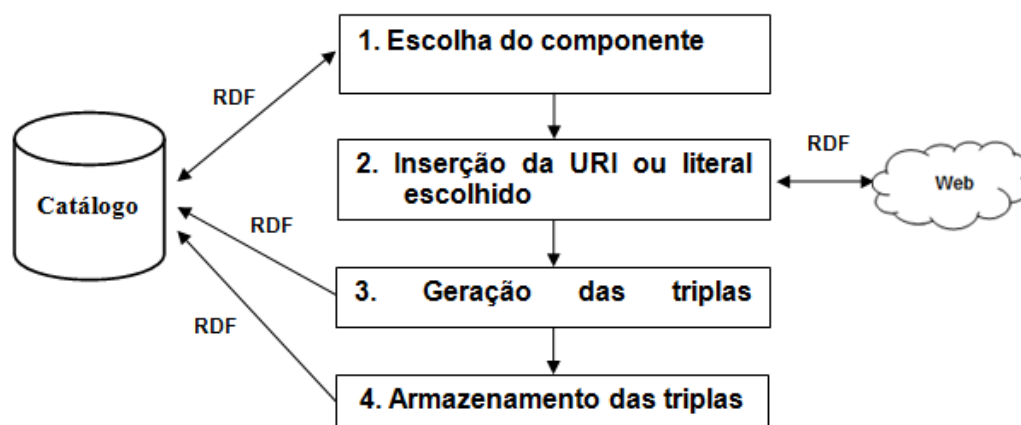 1. Escolha do componente
RDF
2. Inserção da URI ou literal
escolhido
RDF
Web
Catálogo
RDF
3. Geração das triplas
RDF
4. Armazenamento das triplas